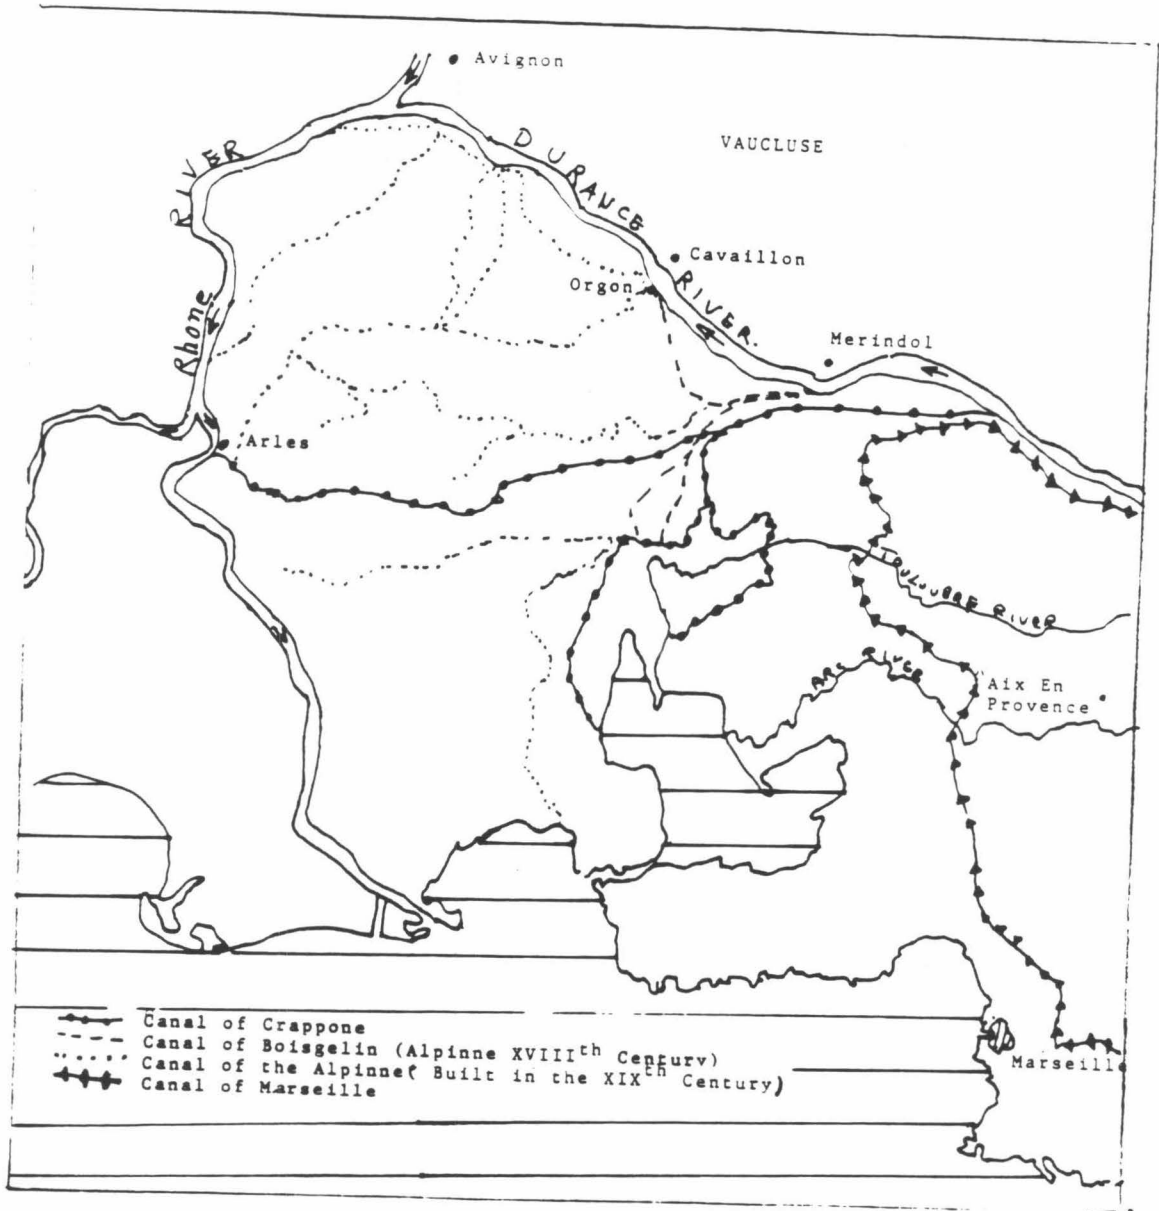 Avignon
VAUCLUSE
DURANCE
RIVER
RIVER
Rhone
Cavaillon
Orgon
Merindol
Arles
TOULOUBRE RIVER
ARC RIVER
Aix En
Provence
Canal of Crappone
Canal of Boisgelin (Alpinne XVIIIth Century)
Canal of the Alpinne( Built in the XIXth Century)
Canal of Marseille
Marseille